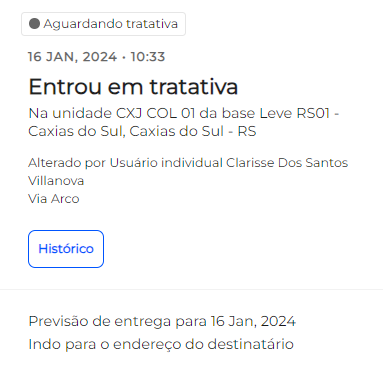 Aguardando tratativa
16 JAN, 2024 • 10:33
Entrou em tratativa
Na unidade CXJ COL 01 da base Leve RS01 -
Caxias do Sul, Caxias do Sul - RS
Alterado por Usuário individual Clarisse Dos Santos
Villanova
Via Arco
Histórico
Previsão de entrega para 16 Jan, 2024
Indo para o endereço do destinatário